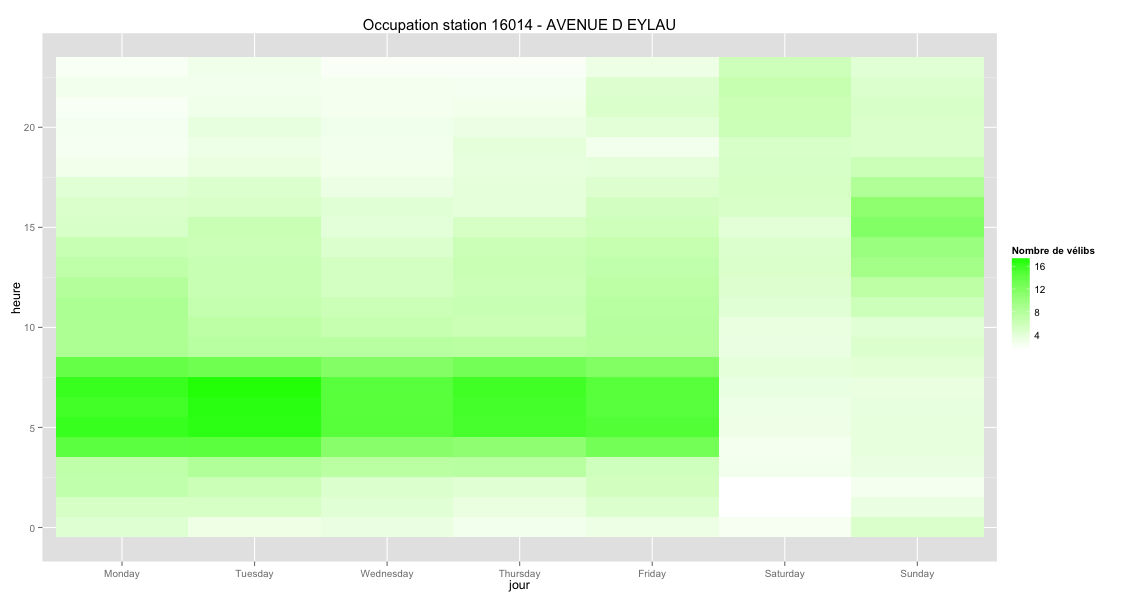 Occupation station 16014 - AVENUE D EYLAU
heure
20
15
10
5
0
Monday Tuesday Wednesday Thursday Friday Saturday Sunday
jour
Nombre de vélibs
16
12
8
4